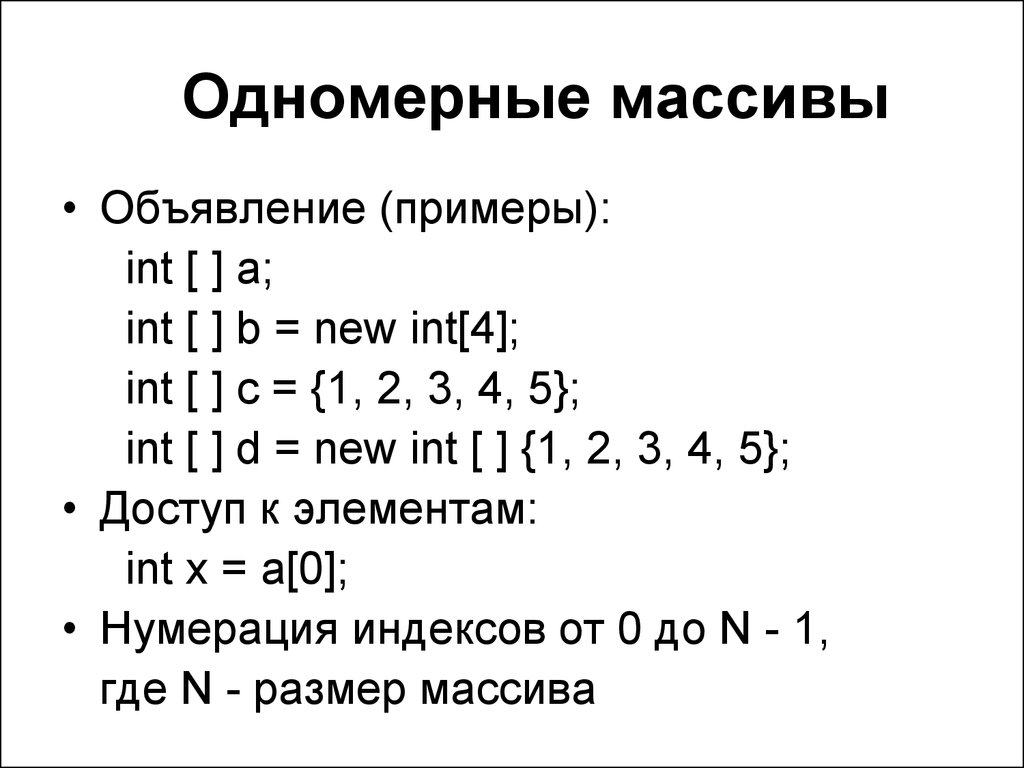 Одномерные массивы
• Объявление (примеры):
int [ ] a;
int [ ] b = new int[4];
int [ ] c = {1, 2, 3, 4, 5};
int [ ] d = new int [ ] {1, 2, 3, 4, 5};
• Доступ к элементам:
int x = a[0];
• Нумерация индексов от 0 до N - 1,
где N - размер массива